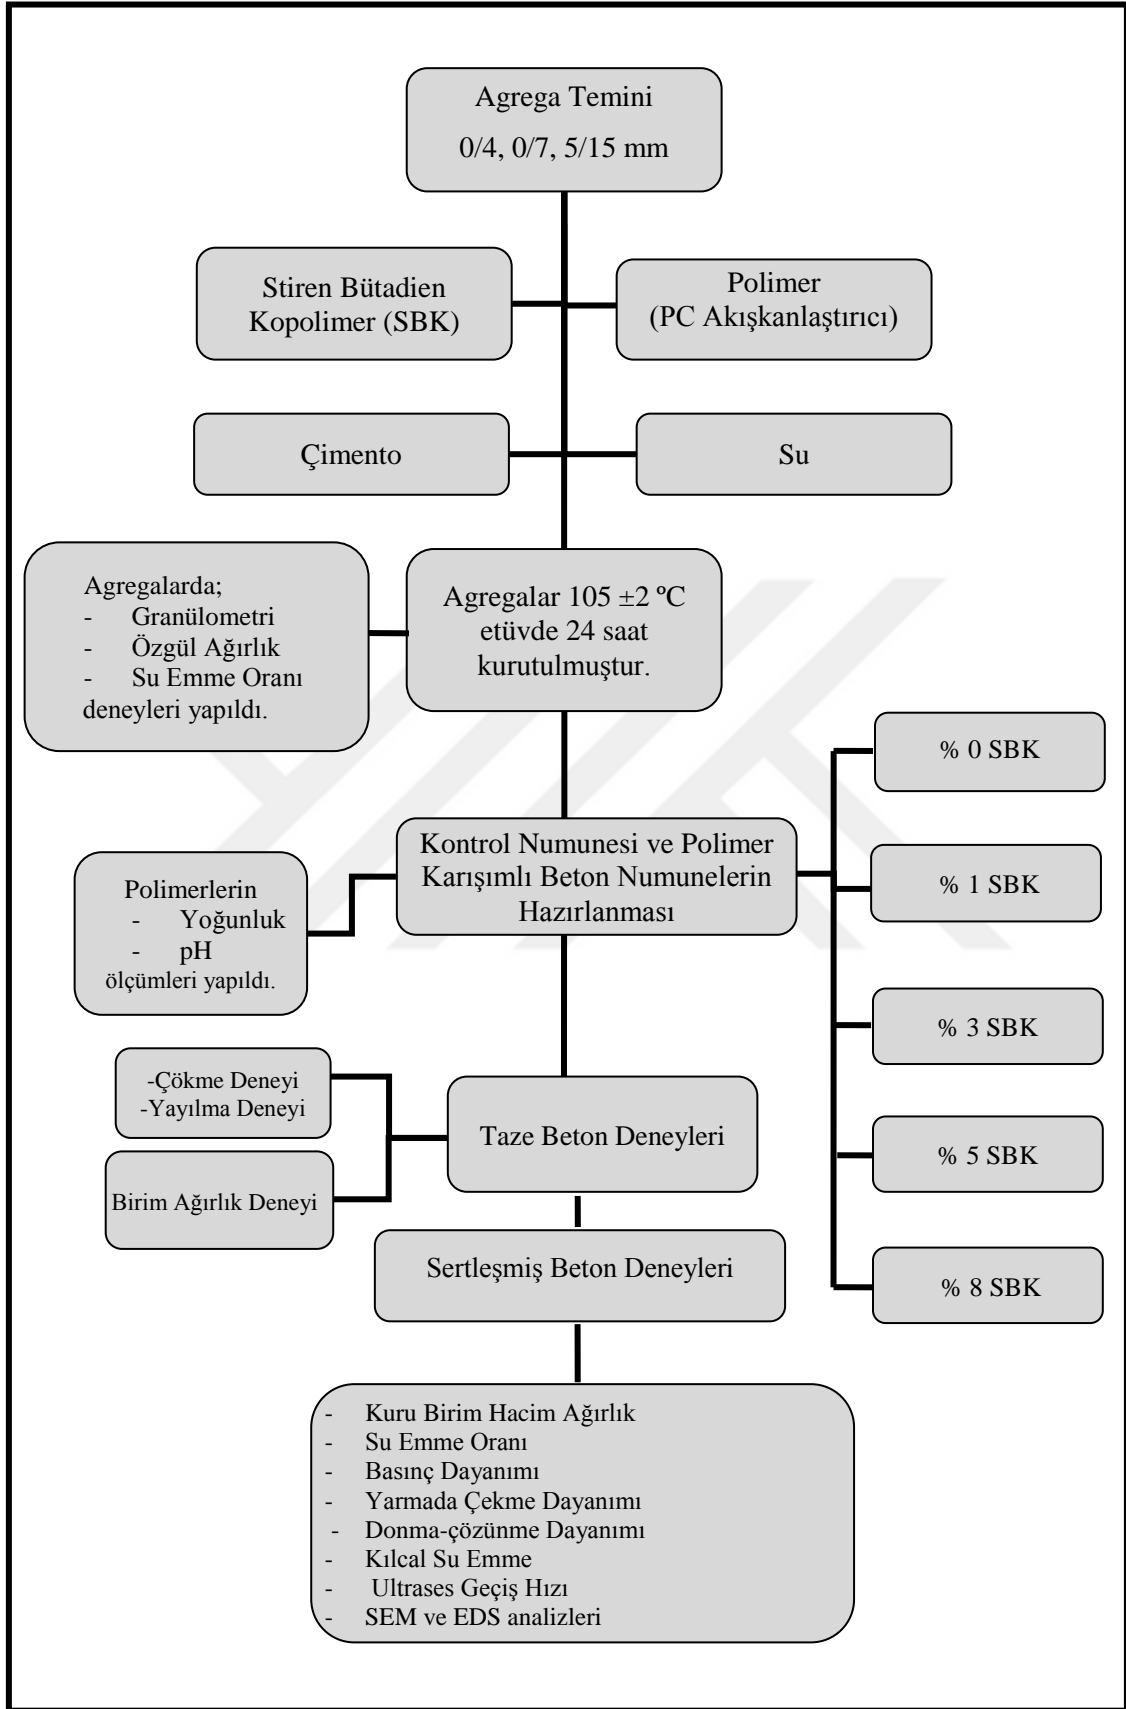 Agrega Temini
0/4, 0/7, 5/15 mm
Stiren Bütadien
Kopolimer (SBK)
Polimer
(PC Akışkanlaştırıcı)
Çimento
Su
Agregalarda;
- Granülometri
- Özgül Ağırlık
- Su Emme Oranı
deneyleri yapıldı.
Agregalar 105 ±2 ºC
etüvde 24 saat
kurutulmuştur.
% 0 SBK
Kontrol Numunesi ve Polimer
Karışımlı Beton Numunelerin
Hazırlanması
% 1 SBK
Polimerlerin
- Yoğunluk
- pH
ölçümleri yapıldı.
% 3 SBK
-Çökme Deneyi
-Yayılma Deneyi
Taze Beton Deneyleri
% 5 SBK
Birim Ağırlık Deneyi
Sertleşmiş Beton Deneyleri
% 8 SBK
- Kuru Birim Hacim Ağırlık
- Su Emme Oranı
- Basınç Dayanımı
- Yarmada Çekme Dayanımı
- Donma-çözünme Dayanımı
- Kılcal Su Emme
- Ultrases Geçiş Hızı
- SEM ve EDS analizleri